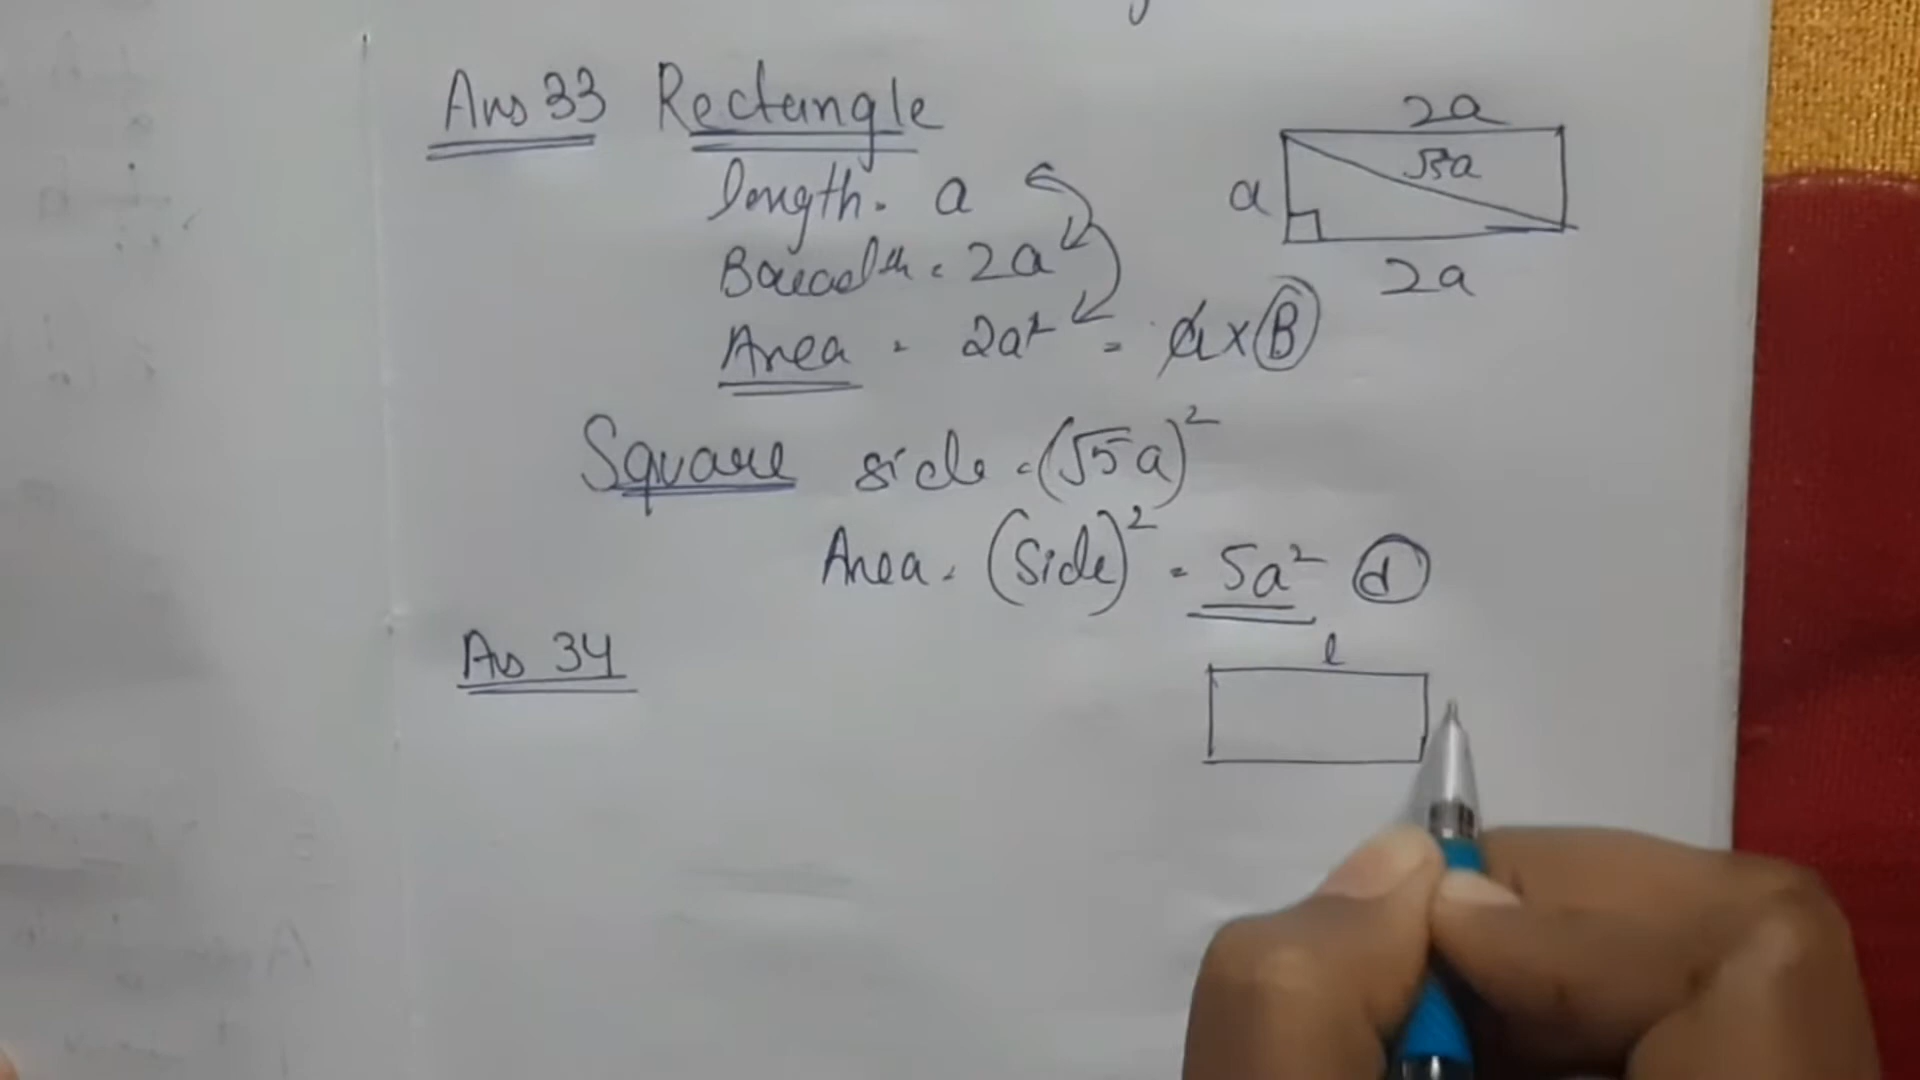 Ans 33 Rectangle
2a
√5a
a
2a
length = a
Breadth = 2a
Area = 2a² = a x B
Square side = (√5a)²
Area = (side)² = 5a² d
As 34
l